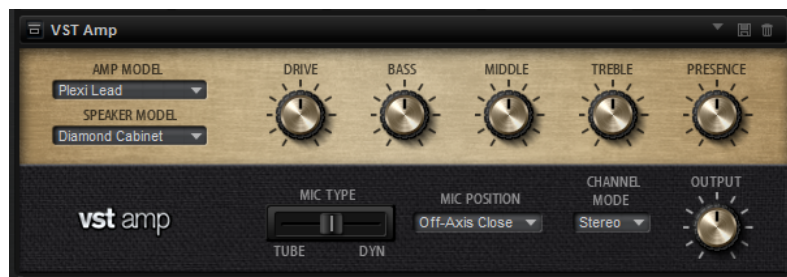 VST Amp
AMP MODEL
Plexi Lead
SPEAKER MODEL
Diamond Cabinet
DRIVE
BASS
MIDDLE
TREBLE
PRESENCE
vst amp
MIC TYPE
TUBE
DYN
MIC POSITION
Off-Axis Close
CHANNEL
MODE
Stereo
OUTPUT